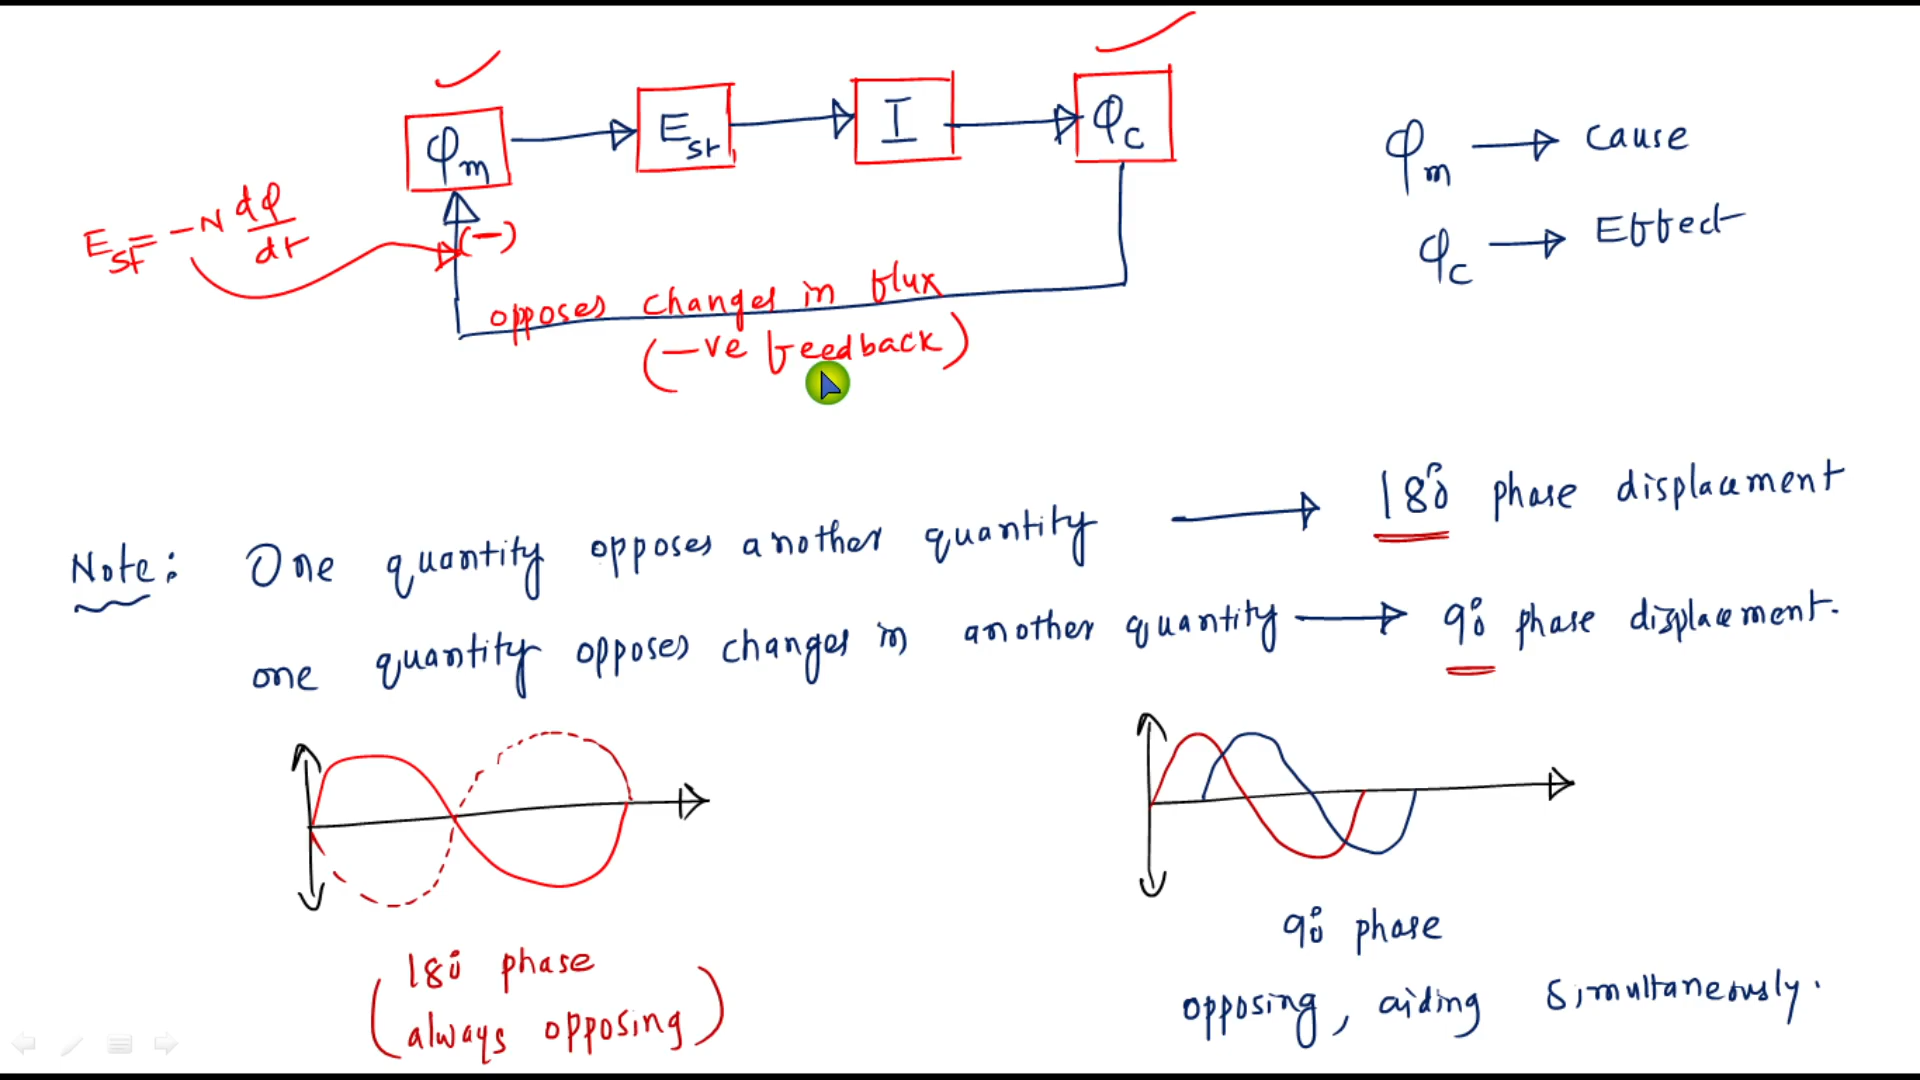 φm → Est → I → φc
φm → cause
φc → Effect
Est = -N dφ/dt
(-)
opposes changes in flux
(-ve feedback)
Note: One quantity opposes another quantity → 180° phase displacement
one quantity opposes changes in another quantity → 90° phase displacement.
(180° phase
always opposing)
90° phase
opposing, aiding simultaneously.